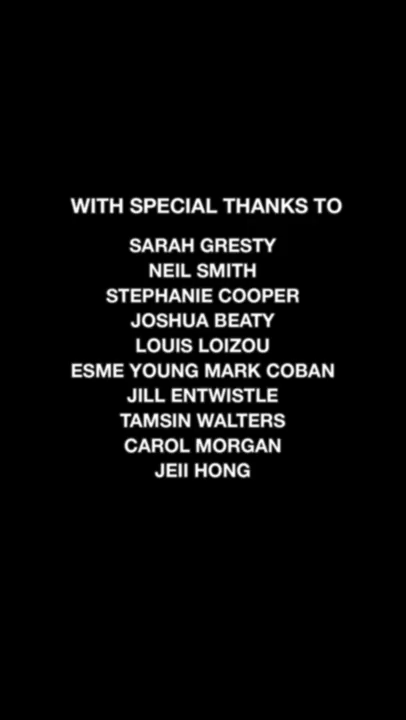 WITH SPECIAL THANKS TO
SARAH GRESTY
NEIL SMITH
STEPHANIE COOPER
JOSHUA BEATY
LOUIS LOIZOU
ESME YOUNG MARK COBAN
JILL ENTWISTLE
TAMSIN WALTERS
CAROL MORGAN
JEII HONG